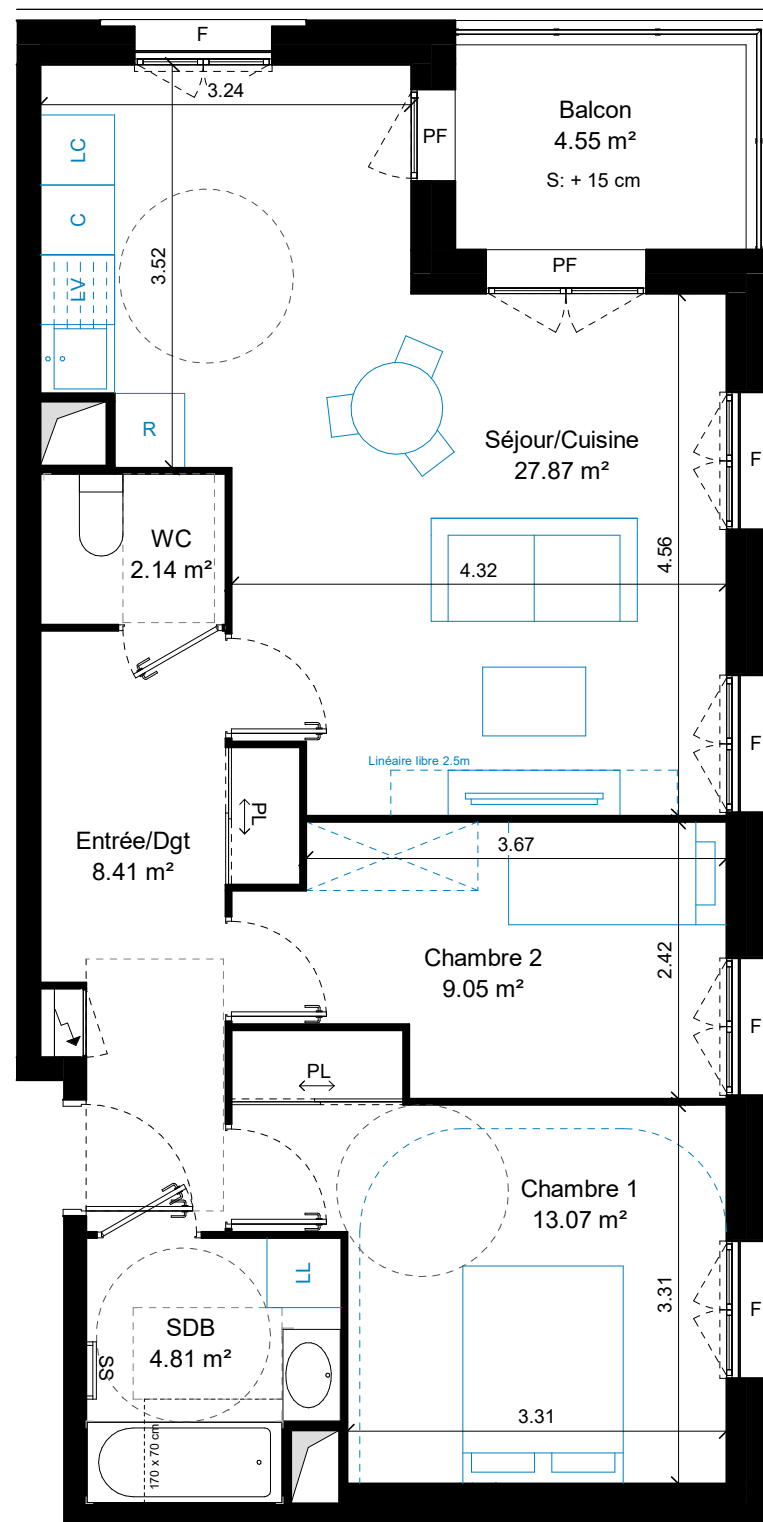 F
3.24
Balcon
4.55 m²
S: + 15 cm
PF
LC
C
3.52
LV
PF
R
Séjour/Cuisine
27.87 m²
F
WC
2.14 m²
4.32
4.56
F
Linéaire libre 2.5m
PL
Entrée/Dgt
8.41 m²
3.67
Chambre 2
9.05 m²
2.42
F
PL
Chambre 1
13.07 m²
LL
3.31
F
SDB
4.81 m²
SS
3.31
170 x 70 cm